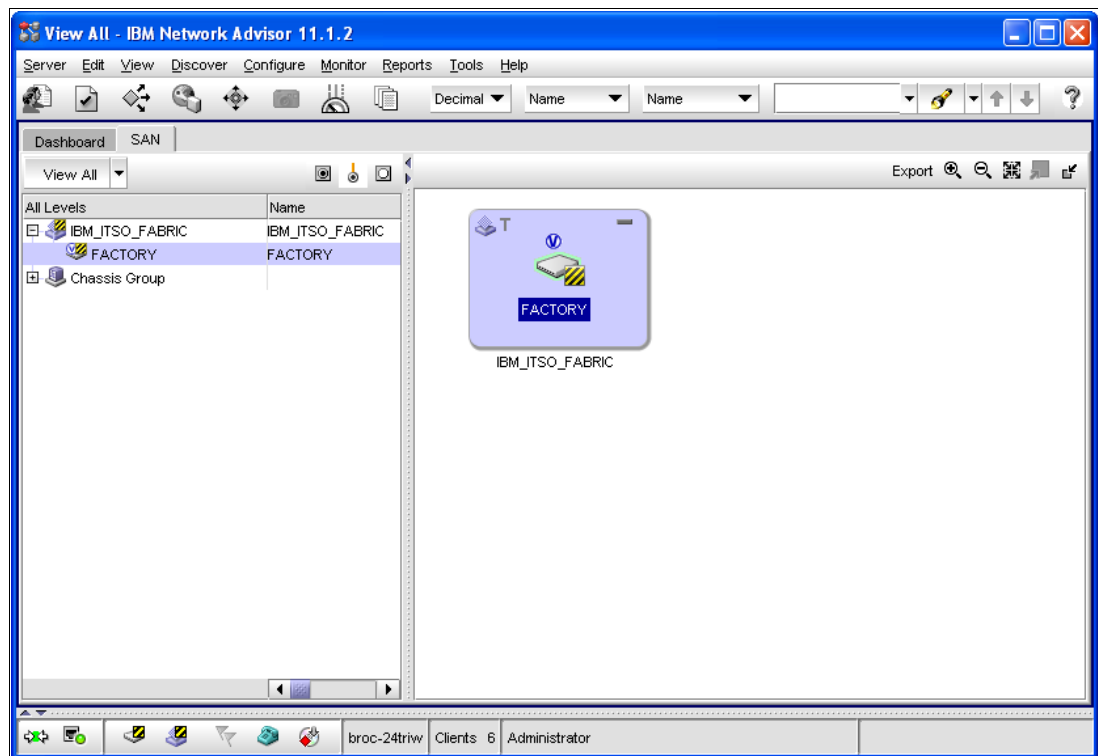 View All - IBM Network Advisor 11.1.2
Server Edit View Discover Configure Monitor Reports Tools Help
Decimal Name Name
Dashboard SAN
View All Export
All Levels Name
IBM_ITSO_FABRIC IBM_ITSO_FABRIC
FACTORY FACTORY
Chassis Group
T
V
FACTORY
IBM_ITSO_FABRIC
broc-24triw Clients 6 Administrator